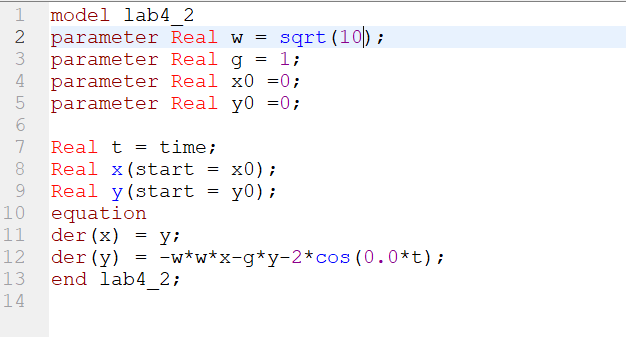 1 model lab4_2
2 parameter Real w = sqrt(10);
3 parameter Real g = 1;
4 parameter Real x0 =0;
5 parameter Real y0 =0;
6
7 Real t = time;
8 Real x(start = x0);
9 Real y(start = y0);
10 equation
11 der(x) = y;
12 der(y) = -w*w*x-g*y-2*cos(0.0*t);
13 end lab4_2;
14